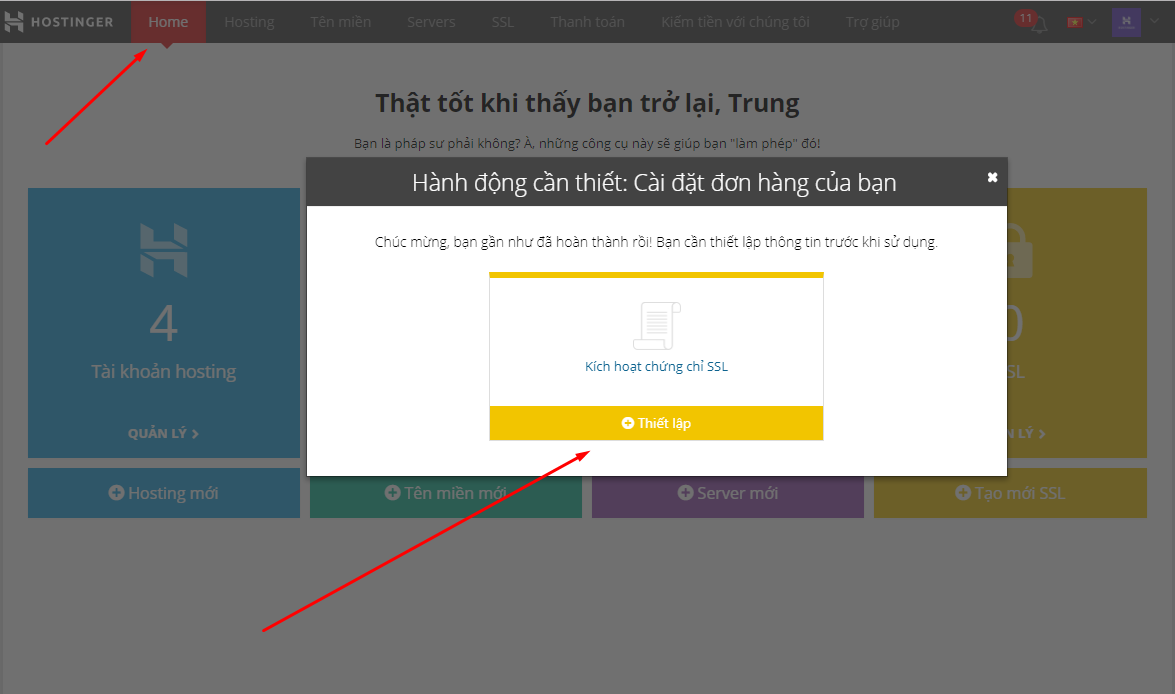 HOSTINGER
Home
Hosting
Tên miền
Servers
SSL
Thanh toán
Kiếm tiền với chúng tôi
Trợ giúp
11
Thật tốt khi thấy bạn trở lại, Trung
Bạn là pháp sư phải không? À, những công cụ này sẽ giúp bạn "làm phép" đó!
Hành động cần thiết: Cài đặt đơn hàng của bạn
Chúc mừng, bạn gần như đã hoàn thành rồi! Bạn cần thiết lập thông tin trước khi sử dụng.
Kích hoạt chứng chỉ SSL
Thiết lập
4
Tài khoản hosting
QUẢN LÝ
0
SL
N LÝ
Hosting mới
Tên miền mới
Server mới
Tạo mới SSL